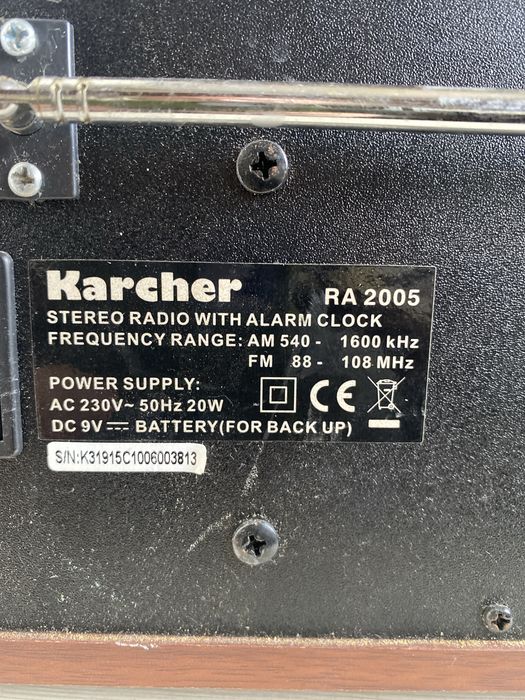 Karcher RA 2005
STEREO RADIO WITH ALARM CLOCK
FREQUENCY RANGE: AM 540 - 1600 kHz
FM 88 - 108 MHz
POWER SUPPLY:
AC 230V~ 50Hz 20W
DC 9V⎓ BATTERY(FOR BACK UP)
CE
S/N:K31915C1006003813